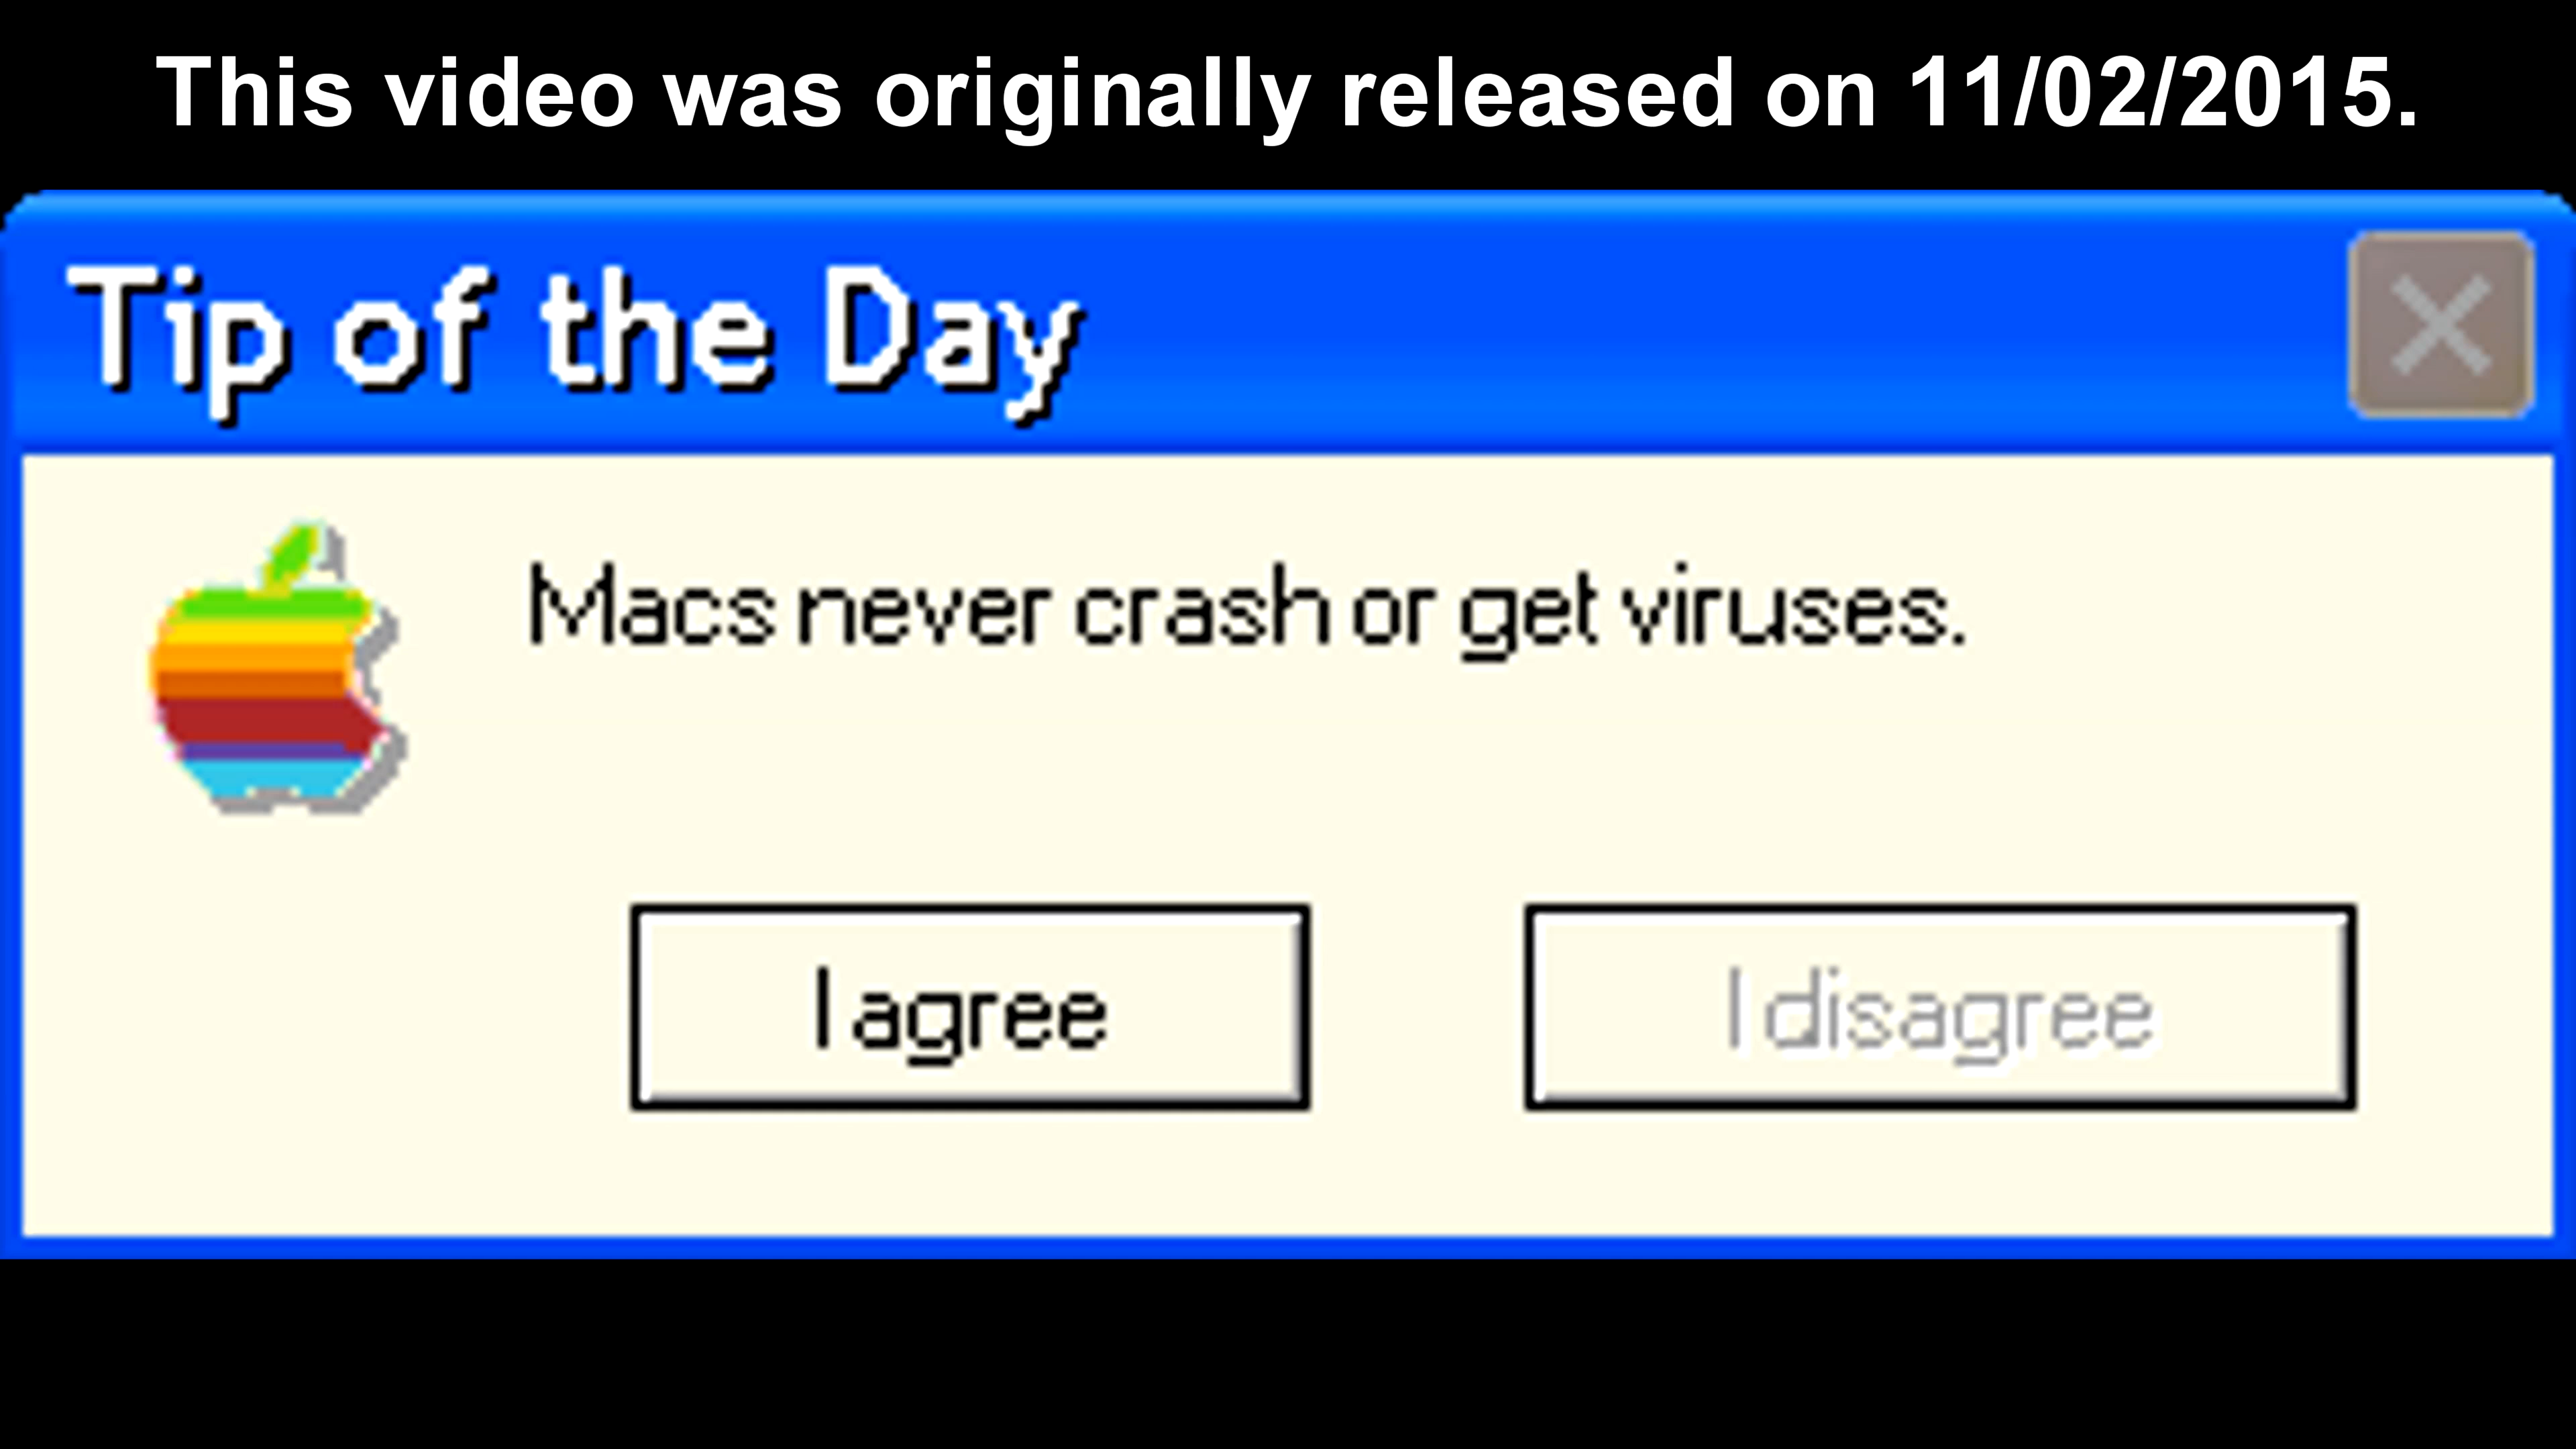 This video was originally released on 11/02/2015.
Tip of the Day
Macs never crash or get viruses.
I agree
I disagree